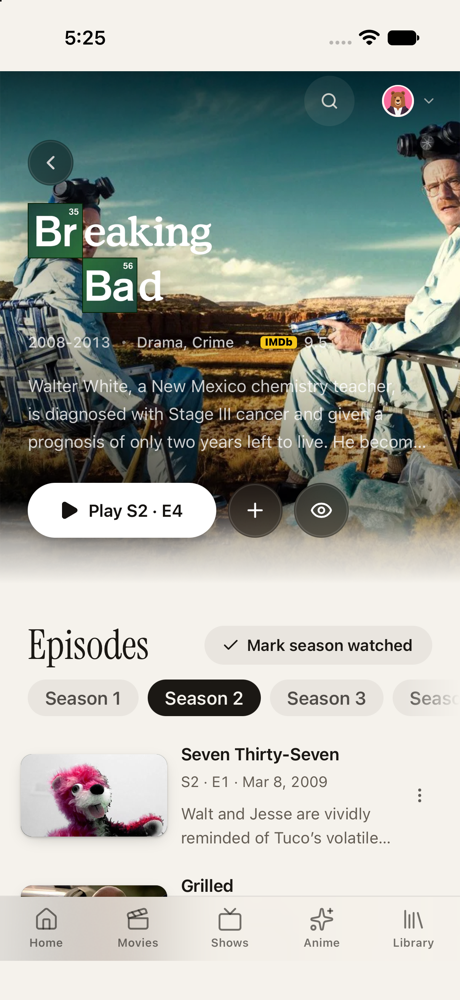 5:25
35
Breaking
56
Bad
2008-2013 • Drama, Crime • IMDb 9.5
Walter White, a New Mexico chemistry teacher,
is diagnosed with Stage III cancer and given a
prognosis of only two years left to live. He becom...
Play S2 · E4
Episodes
Mark season watched
Season 1
Season 2
Season 3
Seas
Seven Thirty-Seven
S2 · E1 · Mar 8, 2009
Walt and Jesse are vividly
reminded of Tuco's volatile...
Grilled
Home
Movies
Shows
Anime
Library